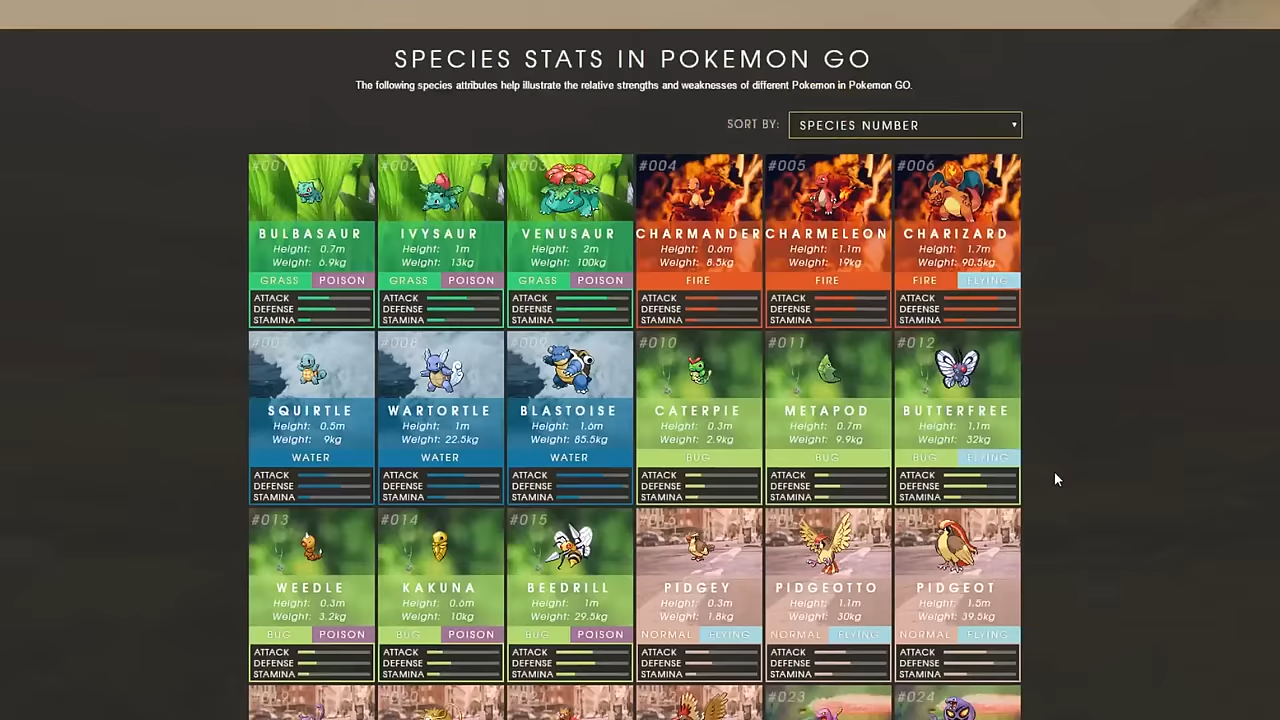 SPECIES STATS IN POKEMON GO
The following species attributes help illustrate the relative strengths and weaknesses of different Pokemon in Pokemon GO.
SORT BY: SPECIES NUMBER
#001 #002 #003 #004 #005 #006
BULBASAUR IVYSAUR VENUSAUR CHARMANDER CHARMELEON CHARIZARD
Height: 0.7m Height: 1m Height: 2m Height: 0.6m Height: 1.1m Height: 1.7m
Weight: 6.9kg Weight: 13kg Weight: 100kg Weight: 8.5kg Weight: 19kg Weight: 90.5kg
GRASS POISON GRASS POISON GRASS POISON FIRE FIRE FIRE FLYING
ATTACK ATTACK ATTACK ATTACK ATTACK ATTACK
DEFENSE DEFENSE DEFENSE DEFENSE DEFENSE DEFENSE
STAMINA STAMINA STAMINA STAMINA STAMINA STAMINA
#007 #008 #009 #010 #011 #012
SQUIRTLE WARTORTLE BLASTOISE CATERPIE METAPOD BUTTERFREE
Height: 0.5m Height: 1m Height: 1.6m Height: 0.3m Height: 0.7m Height: 1.1m
Weight: 9kg Weight: 22.5kg Weight: 85.5kg Weight: 2.9kg Weight: 9.9kg Weight: 32kg
WATER WATER WATER BUG BUG BUG FLYING
ATTACK ATTACK ATTACK ATTACK ATTACK ATTACK
DEFENSE DEFENSE DEFENSE DEFENSE DEFENSE DEFENSE
STAMINA STAMINA STAMINA STAMINA STAMINA STAMINA
#013 #014 #015 #016 #017 #018
WEEDLE KAKUNA BEEDRILL PIDGEY PIDGEOTTO PIDGEOT
Height: 0.3m Height: 0.6m Height: 1m Height: 0.3m Height: 1.1m Height: 1.5m
Weight: 3.2kg Weight: 10kg Weight: 29.5kg Weight: 1.8kg Weight: 30kg Weight: 39.5kg
BUG POISON BUG POISON BUG POISON NORMAL FLYING NORMAL FLYING NORMAL FLYING
ATTACK ATTACK ATTACK ATTACK ATTACK ATTACK
DEFENSE DEFENSE DEFENSE DEFENSE DEFENSE DEFENSE
STAMINA STAMINA STAMINA STAMINA STAMINA STAMINA
#023 #024